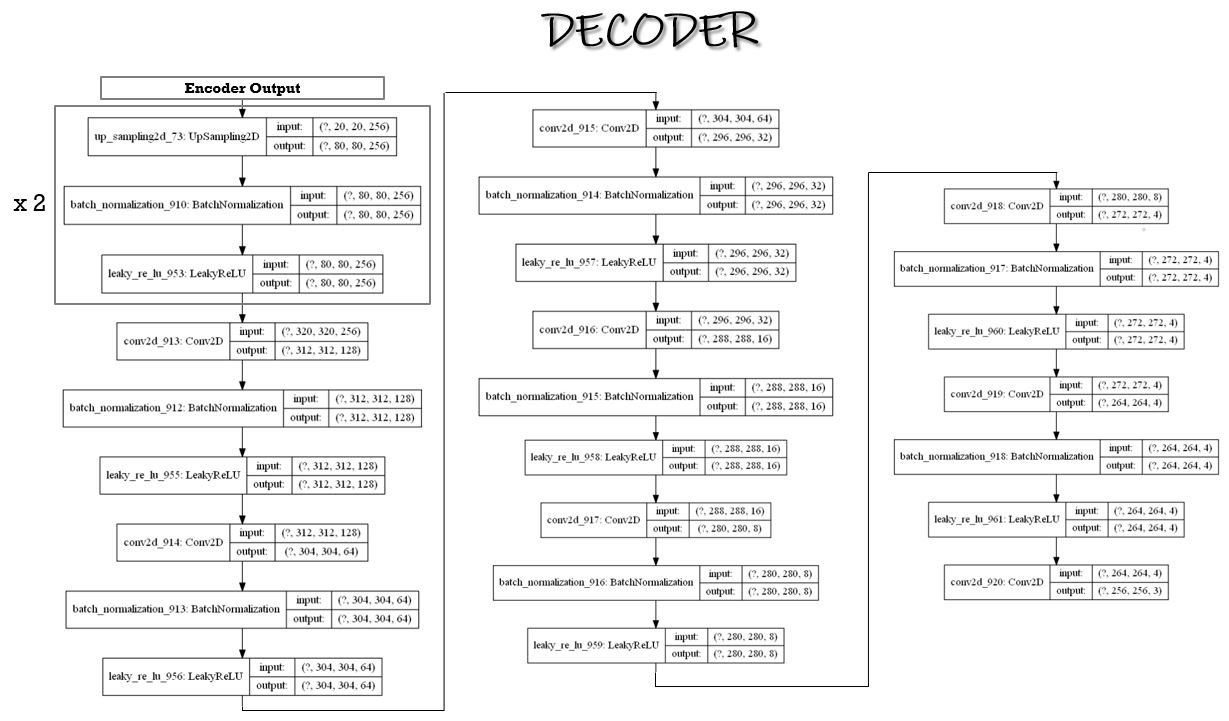 DECODER
Encoder Output
x 2
up_sampling2d_73: UpSampling2D
input: (?, 20, 20, 256)
output: (?, 80, 80, 256)
batch_normalization_910: BatchNormalization
input: (?, 80, 80, 256)
output: (?, 80, 80, 256)
leaky_re_lu_953: LeakyReLU
input: (?, 80, 80, 256)
output: (?, 80, 80, 256)
conv2d_913: Conv2D
input: (?, 320, 320, 256)
output: (?, 312, 312, 128)
batch_normalization_912: BatchNormalization
input: (?, 312, 312, 128)
output: (?, 312, 312, 128)
leaky_re_lu_955: LeakyReLU
input: (?, 312, 312, 128)
output: (?, 312, 312, 128)
conv2d_914: Conv2D
input: (?, 312, 312, 128)
output: (?, 304, 304, 64)
batch_normalization_913: BatchNormalization
input: (?, 304, 304, 64)
output: (?, 304, 304, 64)
leaky_re_lu_956: LeakyReLU
input: (?, 304, 304, 64)
output: (?, 304, 304, 64)
conv2d_915: Conv2D
input: (?, 304, 304, 64)
output: (?, 296, 296, 32)
batch_normalization_914: BatchNormalization
input: (?, 296, 296, 32)
output: (?, 296, 296, 32)
leaky_re_lu_957: LeakyReLU
input: (?, 296, 296, 32)
output: (?, 296, 296, 32)
conv2d_916: Conv2D
input: (?, 296, 296, 32)
output: (?, 288, 288, 16)
batch_normalization_915: BatchNormalization
input: (?, 288, 288, 16)
output: (?, 288, 288, 16)
leaky_re_lu_958: LeakyReLU
input: (?, 288, 288, 16)
output: (?, 288, 288, 16)
conv2d_917: Conv2D
input: (?, 288, 288, 16)
output: (?, 280, 280, 8)
batch_normalization_916: BatchNormalization
input: (?, 280, 280, 8)
output: (?, 280, 280, 8)
leaky_re_lu_959: LeakyReLU
input: (?, 280, 280, 8)
output: (?, 280, 280, 8)
conv2d_918: Conv2D
input: (?, 280, 280, 8)
output: (?, 272, 272, 4)
batch_normalization_917: BatchNormalization
input: (?, 272, 272, 4)
output: (?, 272, 272, 4)
leaky_re_lu_960: LeakyReLU
input: (?, 272, 272, 4)
output: (?, 272, 272, 4)
conv2d_919: Conv2D
input: (?, 272, 272, 4)
output: (?, 264, 264, 4)
batch_normalization_918: BatchNormalization
input: (?, 264, 264, 4)
output: (?, 264, 264, 4)
leaky_re_lu_961: LeakyReLU
input: (?, 264, 264, 4)
output: (?, 264, 264, 4)
conv2d_920: Conv2D
input: (?, 264, 264, 4)
output: (?, 256, 256, 3)